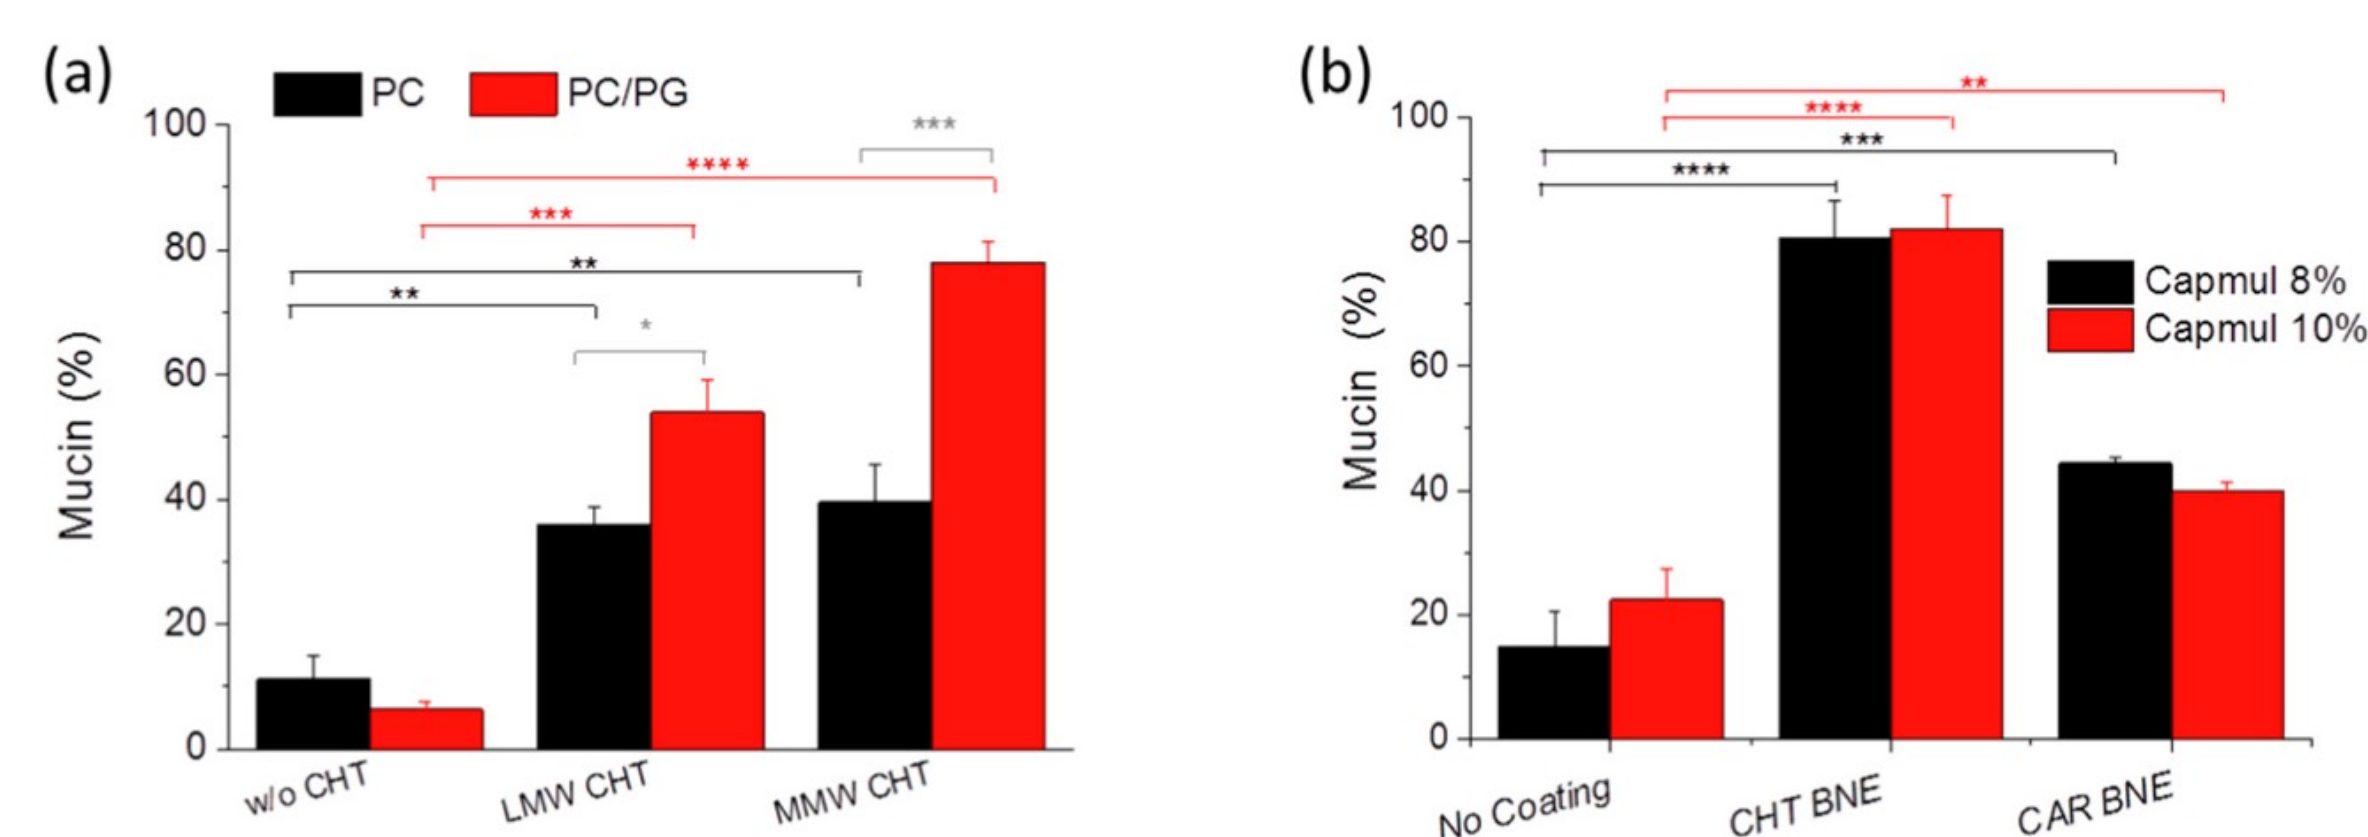 (a)
PC PC/PG
100
80
60
40
20
0
Mucin (%)
***
****
***
**
**
*
w/o CHT LMW CHT MMW CHT
(b)
100
80
60
40
20
0
Mucin (%)
**
****
***
****
Capmul 8%
Capmul 10%
No Coating CHT BNE CAR BNE